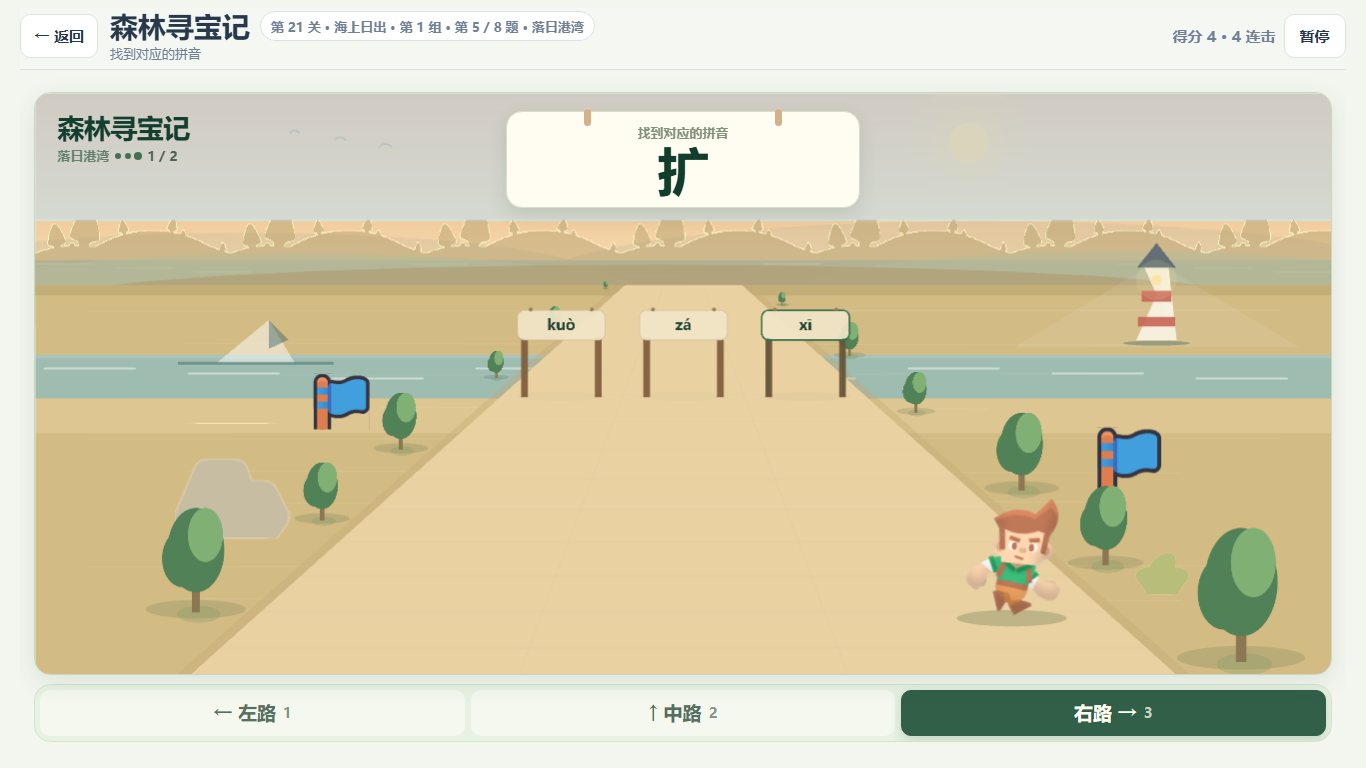 ← 返回
森林寻宝记
第 21 关 • 海上日出 • 第 1 组 • 第 5 / 8 题 • 落日港湾
找到对应的拼音
得分 4 • 4 连击
暂停
森林寻宝记
落日港湾 ●●● 1 / 2
找到对应的拼音
扩
kuò
zá
xī
← 左路 1
↑ 中路 2
右路 → 3